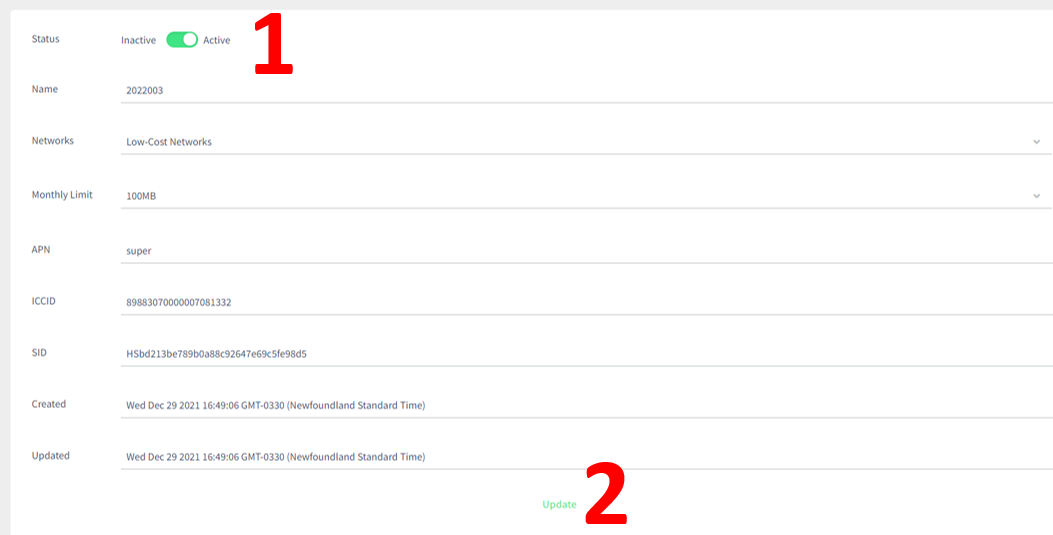 Status Inactive Active 1
Name 2022003
Networks Low-Cost Networks
Monthly Limit 100MB
APN super
ICCID 89883070000007081332
SID HSbd213be789b0a88c92647e69c5fe98d5
Created Wed Dec 29 2021 16:49:06 GMT-0330 (Newfoundland Standard Time)
Updated Wed Dec 29 2021 16:49:06 GMT-0330 (Newfoundland Standard Time)
Update 2